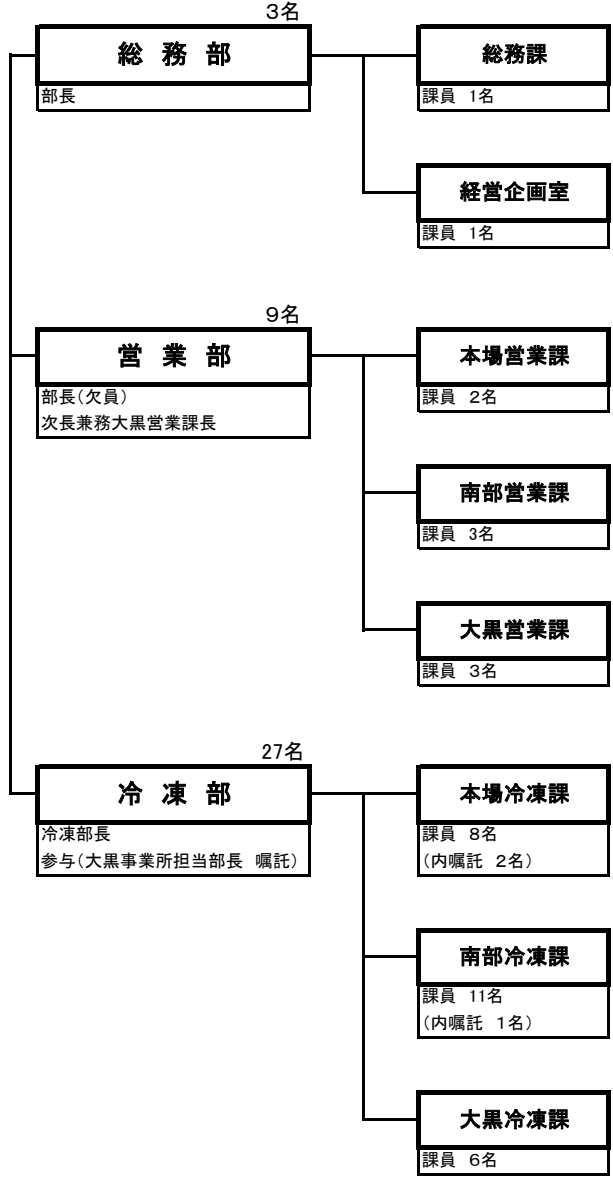 3名
総 務 部
部長
総務課
課員 1名
経営企画室
課員 1名
9名
営 業 部
部長(欠員)
次長兼務大黒営業課長
本場営業課
課員 2名
南部営業課
課員 3名
大黒営業課
課員 3名
27名
冷 凍 部
冷凍部長
参与(大黒事業所担当部長 嘱託)
本場冷凍課
課員 8名
(内嘱託 2名)
南部冷凍課
課員 11名
(内嘱託 1名)
大黒冷凍課
課員 6名